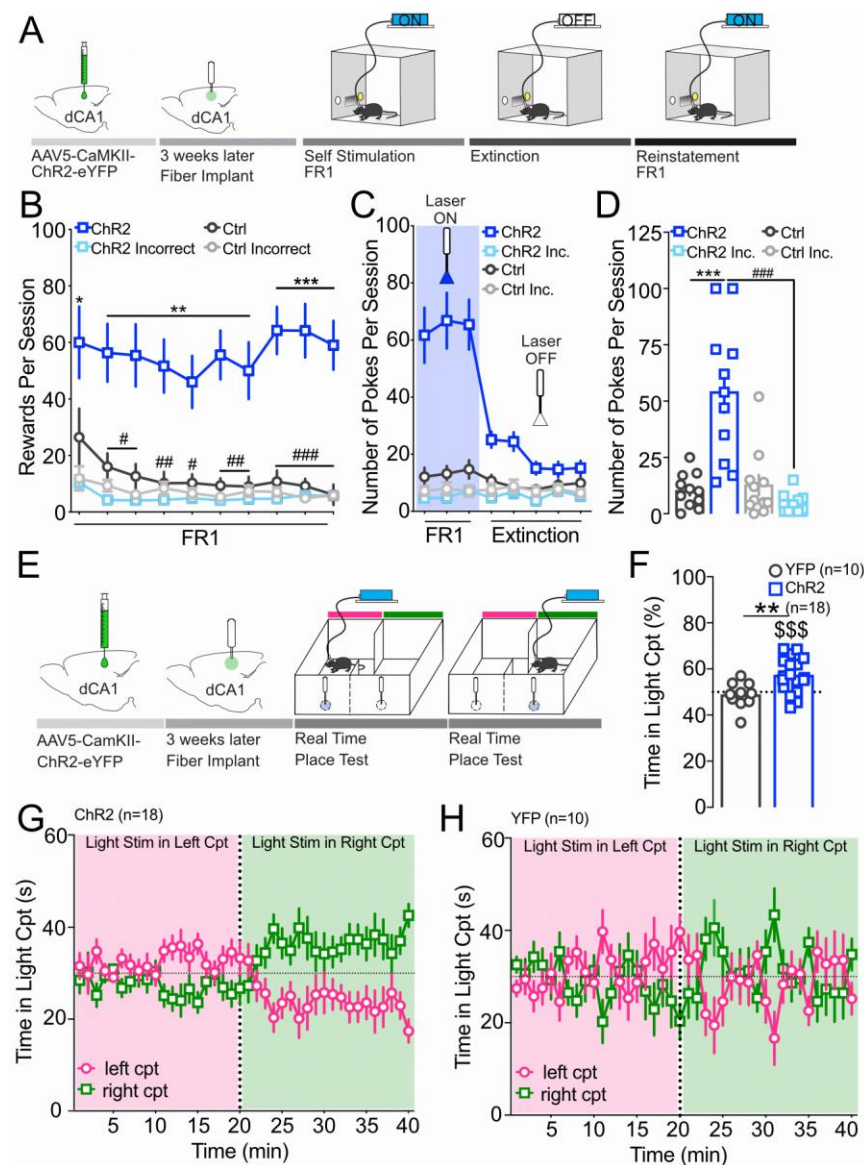 A
ON
OFF
ON
dCA1
dCA1
AAV5-CaMKII-
ChR2-eYFP
3 weeks later
Fiber Implant
Self Stimulation
FR1
Extinction
Reinstatement
FR1
B
ChR2
Ctrl
ChR2 Incorrect
Ctrl Incorrect
Rewards Per Session
100
80
60
40
20
0
*
**
***
#
##
#
##
###
FR1
C
Laser
ON
ChR2
ChR2 Inc.
Ctrl
Ctrl Inc.
Laser
OFF
Number of Pokes Per Session
100
80
60
40
20
0
FR1
Extinction
D
ChR2
Ctrl
ChR2 Inc.
Ctrl Inc.
***
###
Number of Pokes Per Session
125
100
75
50
25
0
E
dCA1
dCA1
AAV5-CamKII-
ChR2-eYFP
3 weeks later
Fiber Implant
Real Time
Place Test
Real Time
Place Test
F
YFP (n=10)
ChR2
(n=18)
**
$$$
Time in Light Cpt (%)
100
80
60
40
20
0
G
ChR2 (n=18)
Light Stim in Left Cpt
Light Stim in Right Cpt
Time in Light Cpt (s)
60
40
20
0
left cpt
right cpt
5 10 15 20 25 30 35 40
Time (min)
H
YFP (n=10)
Light Stim in Left Cpt
Light Stim in Right Cpt
Time in Light Cpt (s)
60
40
20
0
left cpt
right cpt
5 10 15 20 25 30 35 40
Time (min)